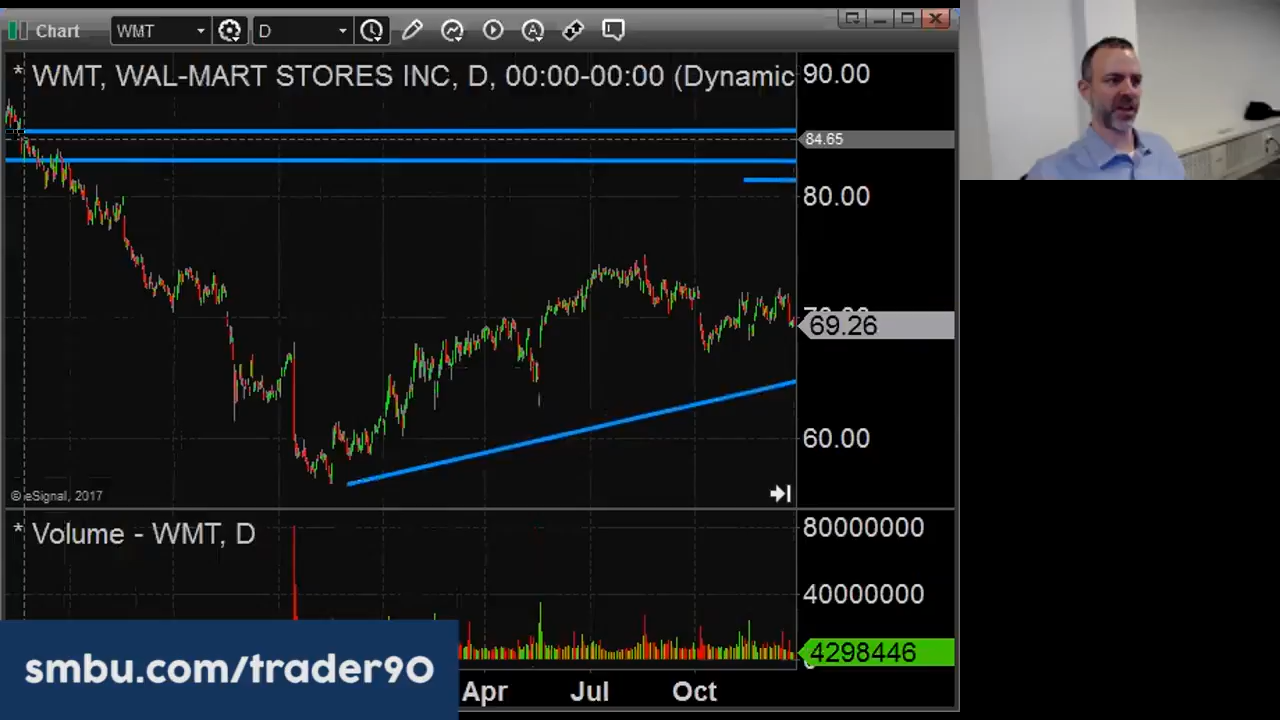 Chart
WMT
D
* WMT, WAL-MART STORES INC, D, 00:00-00:00 (Dynamic
90.00
84.65
80.00
69.26
60.00
© eSignal, 2017
* Volume - WMT, D
80000000
40000000
4298446
smbu.com/trader90
Apr
Jul
Oct